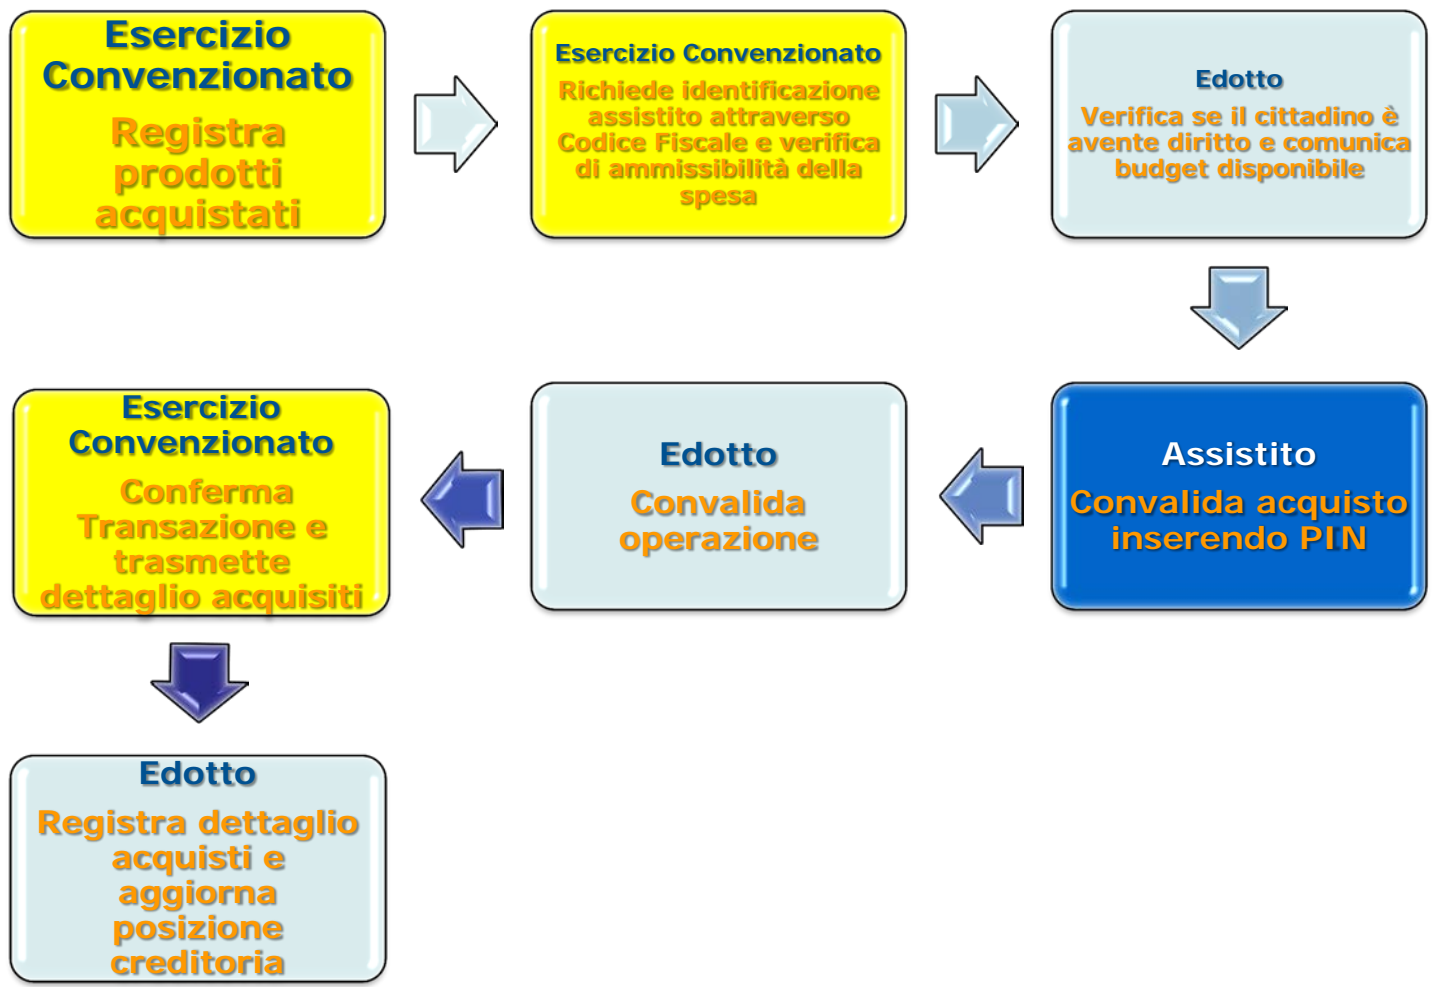 Esercizio
Convenzionato
Registra
prodotti
acquistati
Esercizio Convenzionato
Richiede identificazione
assistito attraverso
Codice Fiscale e verifica
di ammissibilità della
spesa
Edotto
Verifica se il cittadino è
avente diritto e comunica
budget disponibile
Assistito
Convalida acquisto
inserendo PIN
Edotto
Convalida
operazione
Esercizio
Convenzionato
Conferma
Transazione e
trasmette
dettaglio acquisiti
Edotto
Registra dettaglio
acquisti e
aggiorna
posizione
creditoria